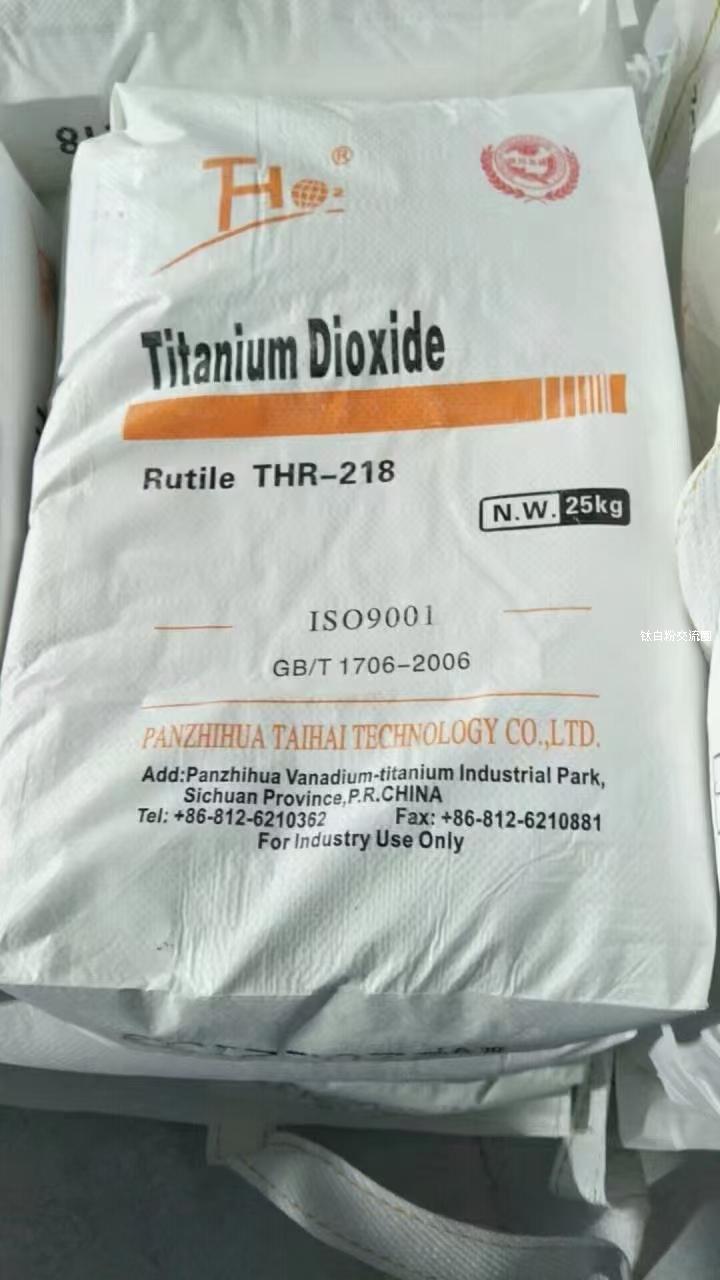 THO2®
Titanium Dioxide
Rutile THR-218
N.W. 25kg
ISO9001
GB/T 1706-2006
钛白粉交流圈
PANZHIHUA TAIHAI TECHNOLOGY CO.,LTD.
Add:Panzhihua Vanadium-titanium Industrial Park,
Sichuan Province,P.R.CHINA
Tel: +86-812-6210362 Fax: +86-812-6210881
For Industry Use Only